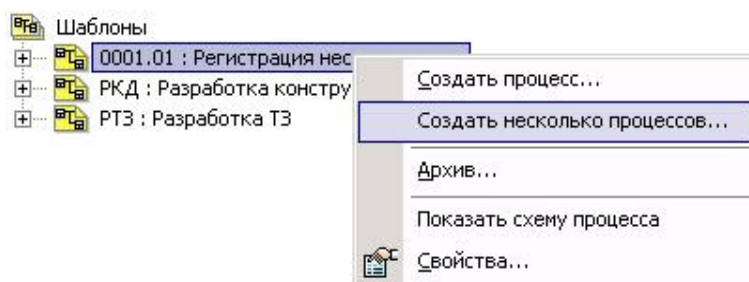 Шаблоны
0001.01 : Регистрация нес
РКД : Разработка констру
РТЗ : Разработка ТЗ
Создать процесс...
Создать несколько процессов...
Архив...
Показать схему процесса
Свойства...